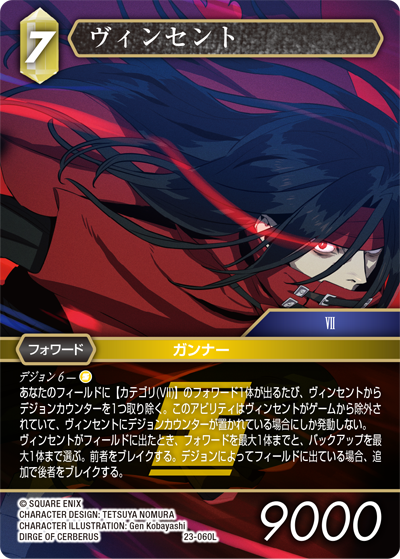 7
ヴィンセント
VII
フォワード
ガンナー
デジョン 6 ―
あなたのフィールドに【カテゴリ(VII)】のフォワード1体が出るたび、ヴィンセントから
デジョンカウンターを1つ取り除く。このアビリティはヴィンセントがゲームから除外さ
れていて、ヴィンセントにデジョンカウンターが置かれている場合にしか発動しない。
ヴィンセントがフィールドに出たとき、フォワードを最大1体までと、バックアップを最
大1体まで選ぶ。前者をブレイクする。デジョンによってフィールドに出ている場合、追
加で後者をブレイクする。
© SQUARE ENIX
CHARACTER DESIGN: TETSUYA NOMURA
CHARACTER ILLUSTRATION: Gen Kobayashi
DIRGE OF CERBERUS
23-060L
9000